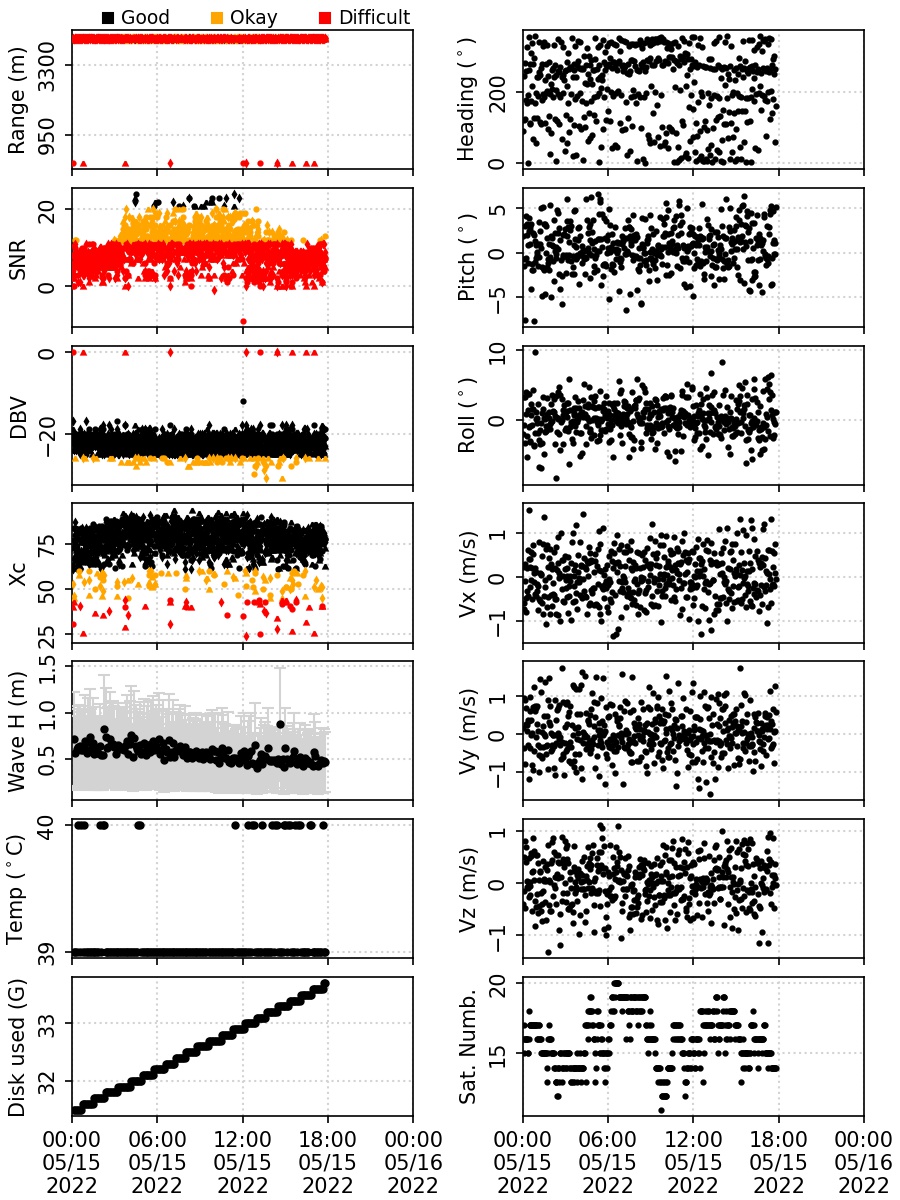 Good Okay Difficult
Range (m)
3300
950
Heading (°)
200
0
SNR
20
0
Pitch (°)
5
0
−5
DBV
0
−20
Roll (°)
10
0
Xc
75
50
25
Vx (m/s)
1
0
−1
Wave H (m)
1.5
1.0
0.5
Vy (m/s)
1
0
−1
Temp (°C)
40
39
Vz (m/s)
1
0
−1
Disk used (G)
33
32
Sat. Numb.
20
15
00:00 06:00 12:00 18:00 00:00
05/15 05/15 05/15 05/15 05/16
2022 2022 2022 2022 2022
00:00 06:00 12:00 18:00 00:00
05/15 05/15 05/15 05/15 05/16
2022 2022 2022 2022 2022